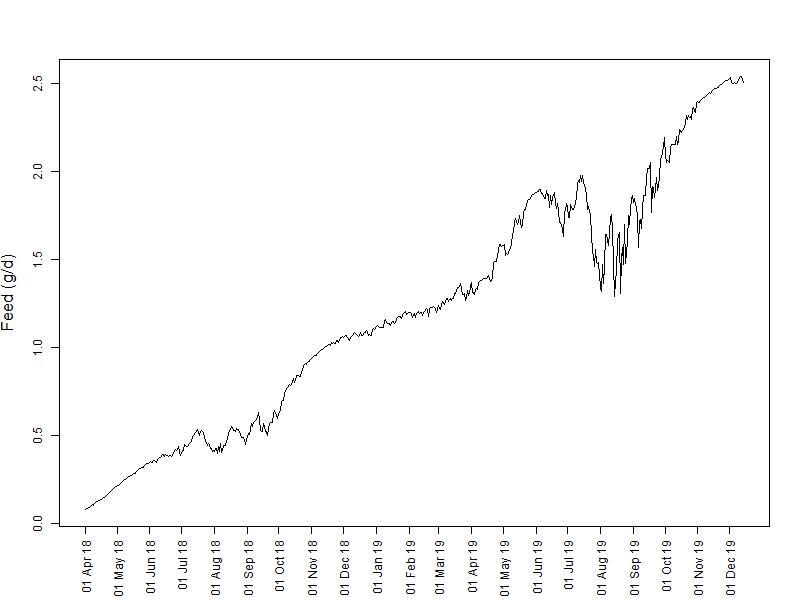 Feed (g/d)
2.5
2.0
1.5
1.0
0.5
0.0
01 Apr 18
01 May 18
01 Jun 18
01 Jul 18
01 Aug 18
01 Sep 18
01 Oct 18
01 Nov 18
01 Dec 18
01 Jan 19
01 Feb 19
01 Mar 19
01 Apr 19
01 May 19
01 Jun 19
01 Jul 19
01 Aug 19
01 Sep 19
01 Oct 19
01 Nov 19
01 Dec 19